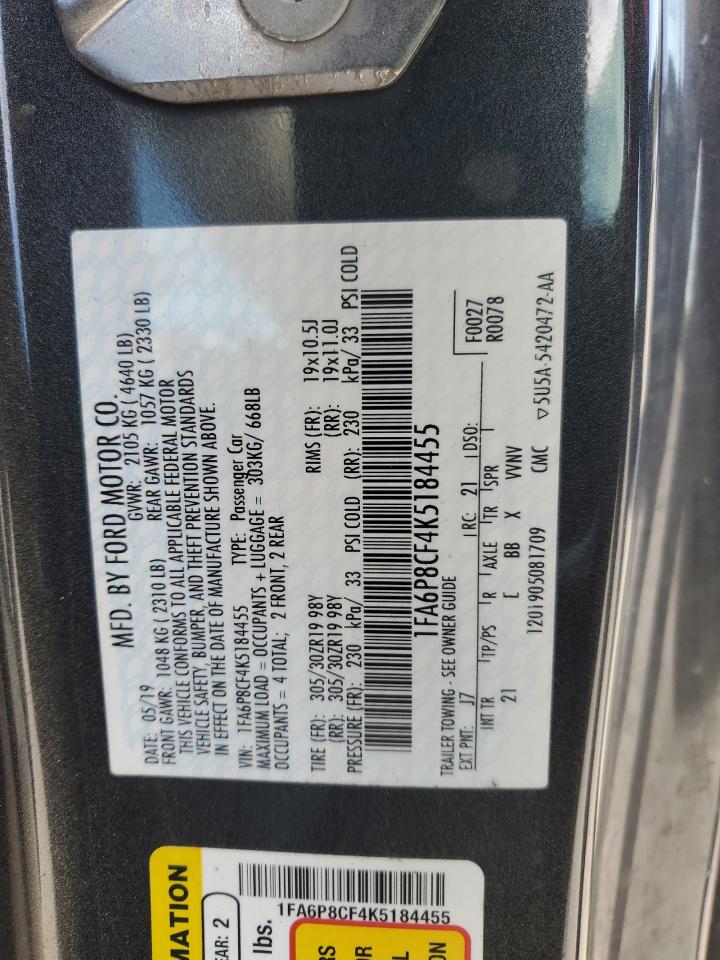 MFD. BY FORD MOTOR CO.
DATE: 05/19 GVWR: 2105 KG ( 4640 LB)
FRONT GAWR: 1048 KG ( 2310 LB) REAR GAWR: 1057 KG ( 2330 LB)
THIS VEHICLE CONFORMS TO ALL APPLICABLE FEDERAL MOTOR
VEHICLE SAFETY, BUMPER, AND THEFT PREVENTION STANDARDS
IN EFFECT ON THE DATE OF MANUFACTURE SHOWN ABOVE.
VIN: 1FA6P8CF4K5184455 TYPE: Passenger Car
MAXIMUM LOAD = OCCUPANTS + LUGGAGE = 303KG/ 668LB
OCCUPANTS = 4 TOTAL; 2 FRONT, 2 REAR
TIRE (FR): 305/30ZR19 98Y RIMS (FR): 19x10.5J
(RR): 305/30ZR19 98Y (RR): 19x11.0J
PRESSURE (FR): 230 kPa/ 33 PSI COLD (RR): 230 kPa/ 33 PSI COLD
1FA6P8CF4K5184455
TRAILER TOWING - SEE OWNER GUIDE
F0027
EXT PNT: J7 RC: 21 DSO: R0078
INT TR TP/PS R AXLE TR SPR
21 E BB X WNV
12019050817​09 CMC ▽5U5A-5420472-AA
MATION
EAR: 2
lbs.
1FA6P8CF4K5184455
RS
OR
L
ON